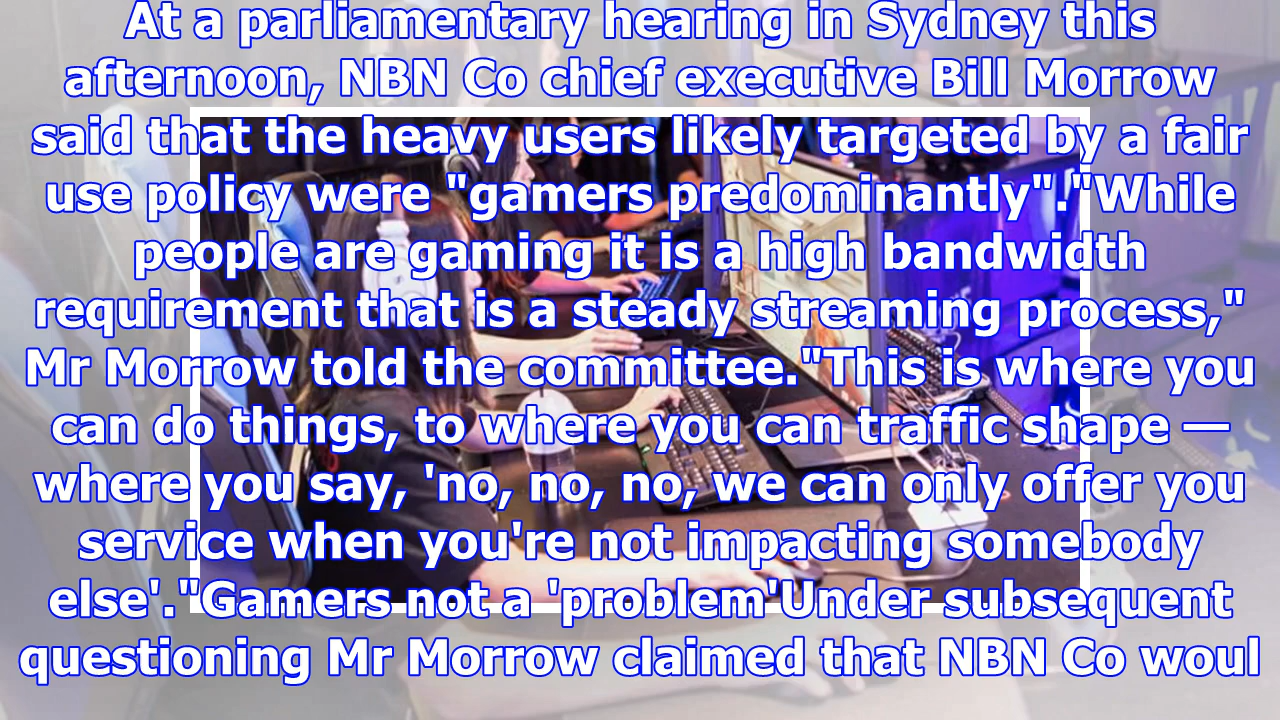 At a parliamentary hearing in Sydney this
afternoon, NBN Co chief executive Bill Morrow
said that the heavy users likely targeted by a fair
use policy were "gamers predominantly"."While
people are gaming it is a high bandwidth
requirement that is a steady streaming process,"
Mr Morrow told the committee."This is where you
can do things, to where you can traffic shape —
where you say, 'no, no, no, we can only offer you
service when you're not impacting somebody
else'."Gamers not a 'problem'Under subsequent
questioning Mr Morrow claimed that NBN Co woul